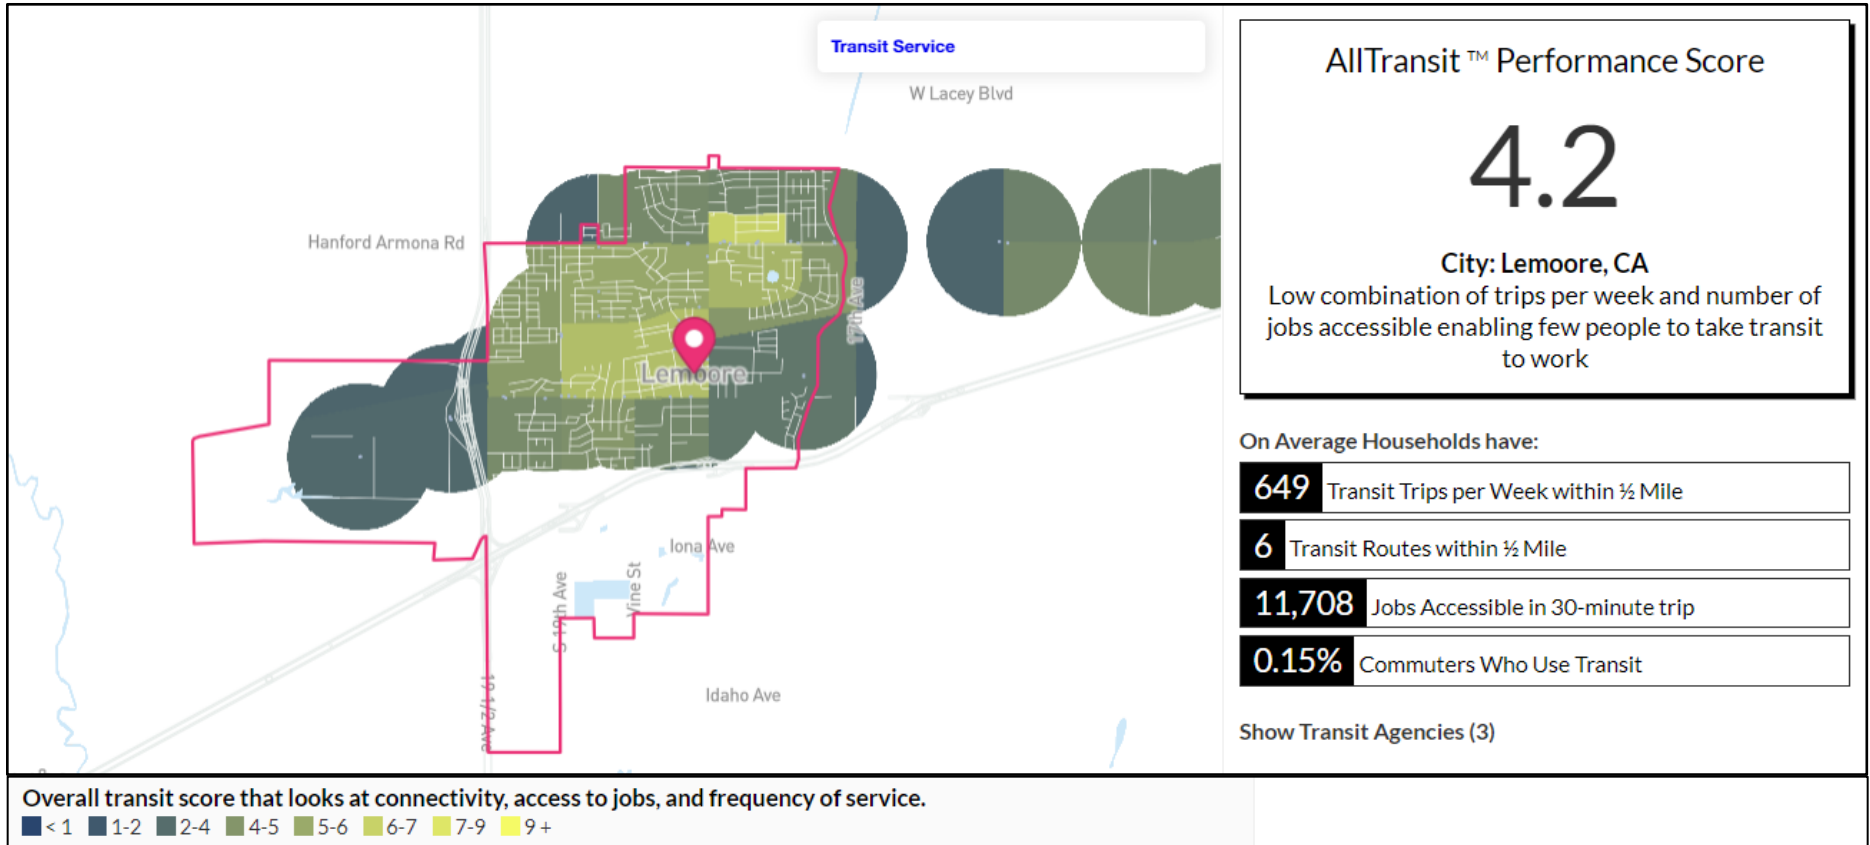 Transit Service
W Lacey Blvd
Hanford Armona Rd
17th Ave
Lemoore
Iona Ave
S 19th Ave
Vine St
19 1/2 Ave
Idaho Ave
AllTransit ™ Performance Score
4.2
City: Lemoore, CA
Low combination of trips per week and number of
jobs accessible enabling few people to take transit
to work
On Average Households have:
649 Transit Trips per Week within ½ Mile
6 Transit Routes within ½ Mile
11,708 Jobs Accessible in 30-minute trip
0.15% Commuters Who Use Transit
Show Transit Agencies (3)
Overall transit score that looks at connectivity, access to jobs, and frequency of service.
< 1 1-2 2-4 4-5 5-6 6-7 7-9 9 +